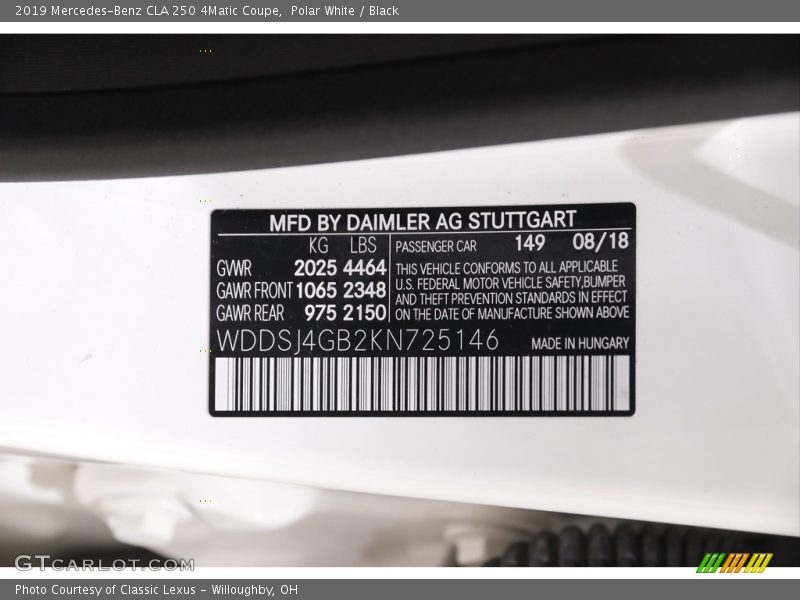 2019 Mercedes-Benz CLA 250 4Matic Coupe, Polar White / Black
MFD BY DAIMLER AG STUTTGART
KG LBS
GVWR 2025 4464
GAWR FRONT 1065 2348
GAWR REAR 975 2150
PASSENGER CAR 149 08/18
THIS VEHICLE CONFORMS TO ALL APPLICABLE
U.S. FEDERAL MOTOR VEHICLE SAFETY,BUMPER
AND THEFT PREVENTION STANDARDS IN EFFECT
ON THE DATE OF MANUFACTURE SHOWN ABOVE
WDDSJ4GB2KN725146 MADE IN HUNGARY
GTCARLOT.COM
Photo Courtesy of Classic Lexus - Willoughby, OH